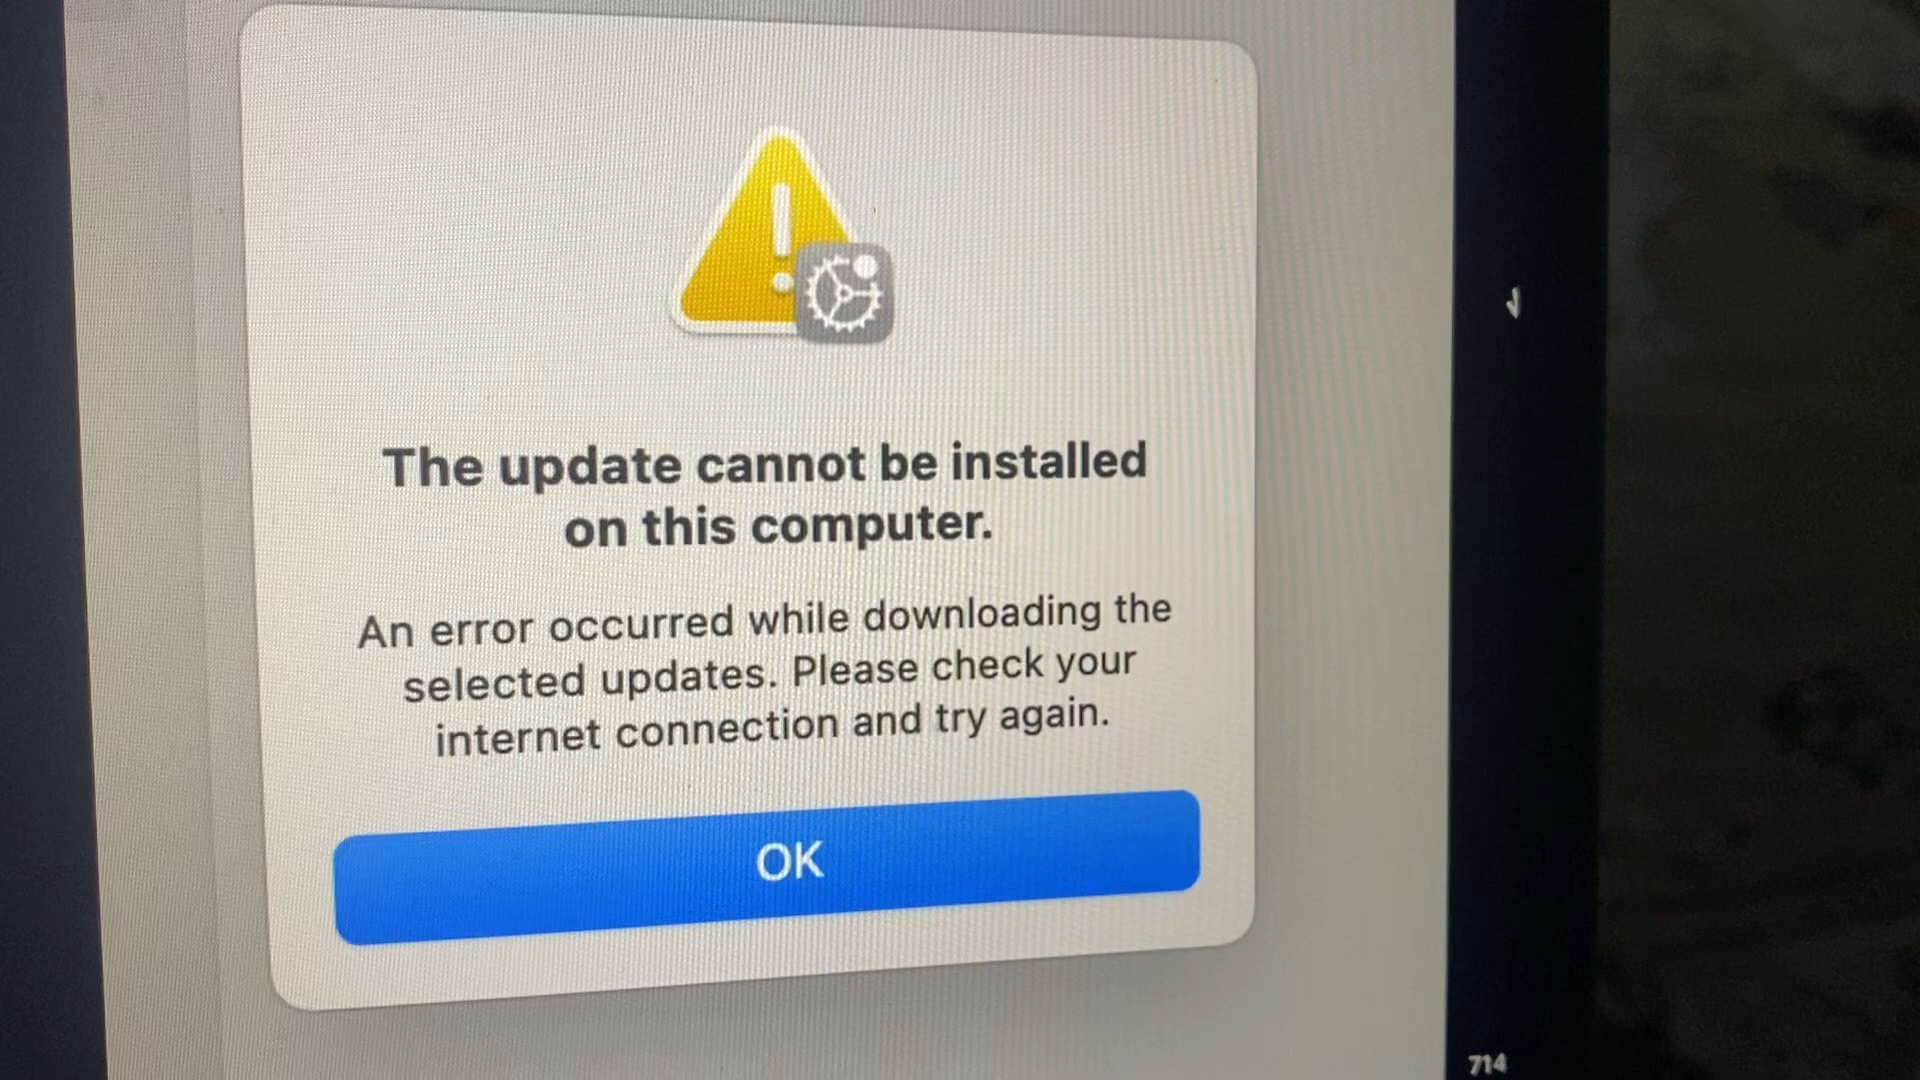 The update cannot be installed
on this computer.
An error occurred while downloading the
selected updates. Please check your
internet connection and try again.
OK
714